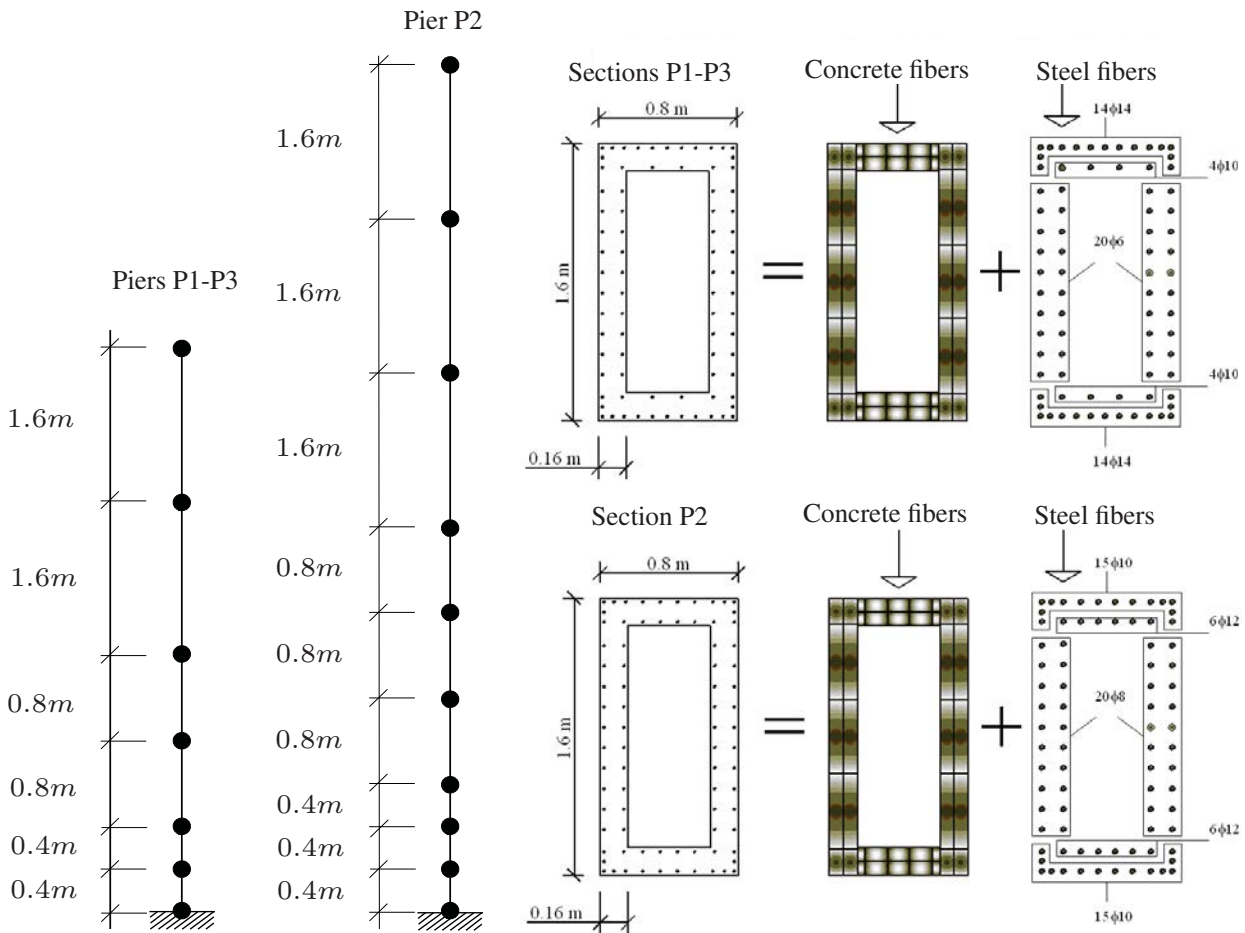 Pier P2
1.6m
1.6m
1.6m
0.8m
0.8m
0.8m
0.4m
0.4m
0.4m
Piers P1-P3
1.6m
1.6m
0.8m
0.8m
0.4m
0.4m
Sections P1-P3
Concrete fibers
Steel fibers
0.8 m
1.6 m
0.16 m
=
+
14ϕ14
4ϕ10
20ϕ6
4ϕ10
14ϕ14
Section P2
Concrete fibers
Steel fibers
0.8 m
1.6 m
0.16 m
=
+
15ϕ10
6ϕ12
20ϕ8
6ϕ12
15ϕ10